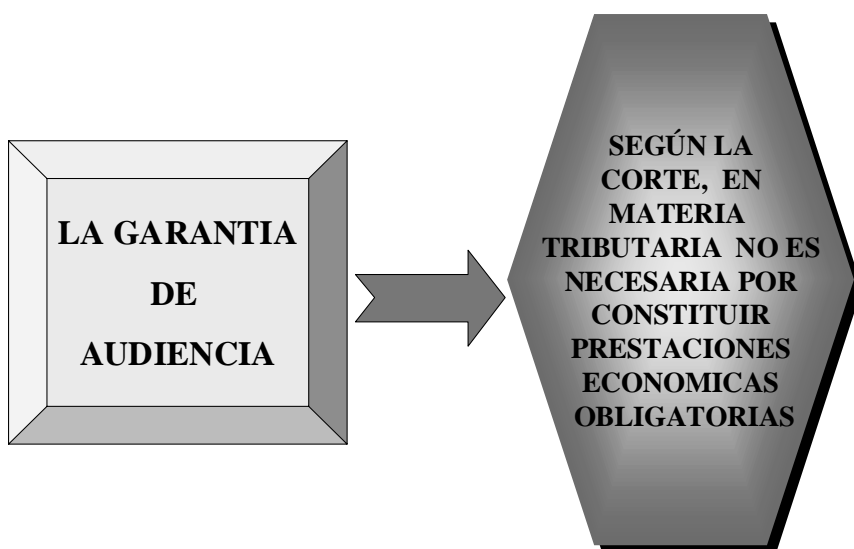 LA GARANTIA
DE
AUDIENCIA
SEGÚN LA
CORTE, EN
MATERIA
TRIBUTARIA NO ES
NECESARIA POR
CONSTITUIR
PRESTACIONES
ECONOMICAS
OBLIGATORIAS